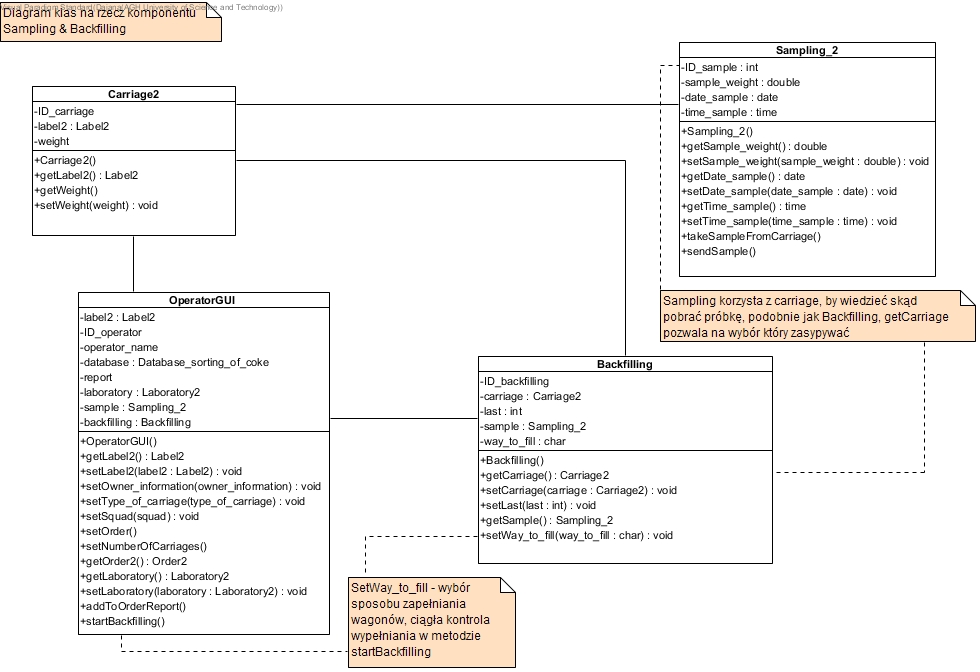 Visual Paradigm Standard(Daiana(AGH University of Science and Technology))
Diagram klas na rzecz komponentu
Sampling & Backfilling
Carriage2
-ID_carriage
-label2 : Label2
-weight
+Carriage2()
+getLabel2() : Label2
+getWeight()
+setWeight(weight) : void
Sampling_2
-ID_sample : int
-sample_weight : double
-date_sample : date
-time_sample : time
+Sampling_2()
+getSample_weight() : double
+setSample_weight(sample_weight : double) : void
+getDate_sample() : date
+setDate_sample(date_sample : date) : void
+getTime_sample() : time
+setTime_sample(time_sample : time) : void
+takeSampleFromCarriage()
+sendSample()
Sampling korzysta z carriage, by wiedzieć skąd
pobrać próbkę, podobnie jak Backfilling, getCarriage
pozwala na wybór który zasypywać
OperatorGUI
-label2 : Label2
-ID_operator
-operator_name
-database : Database_sorting_of_coke
-report
-laboratory : Laboratory2
-sample : Sampling_2
-backfilling : Backfilling
+OperatorGUI()
+getLabel2() : Label2
+setLabel2(label2 : Label2) : void
+setOwner_information(owner_information) : void
+setType_of_carriage(type_of_carriage) : void
+setSquad(squad) : void
+setOrder()
+setNumberOfCarriages()
+getOrder2() : Order2
+getLaboratory() : Laboratory2
+setLaboratory(laboratory : Laboratory2) : void
+addToOrderReport()
+startBackfilling()
Backfilling
-ID_backfilling
-carriage : Carriage2
-last : int
-sample : Sampling_2
-way_to_fill : char
+Backfilling()
+getCarriage() : Carriage2
+setCarriage(carriage : Carriage2) : void
+setLast(last : int) : void
+getSample() : Sampling_2
+setWay_to_fill(way_to_fill : char) : void
SetWay_to_fill - wybór
sposobu zapełniania
wagonów, ciągła kontrola
wypełniania w metodzie
startBackfilling